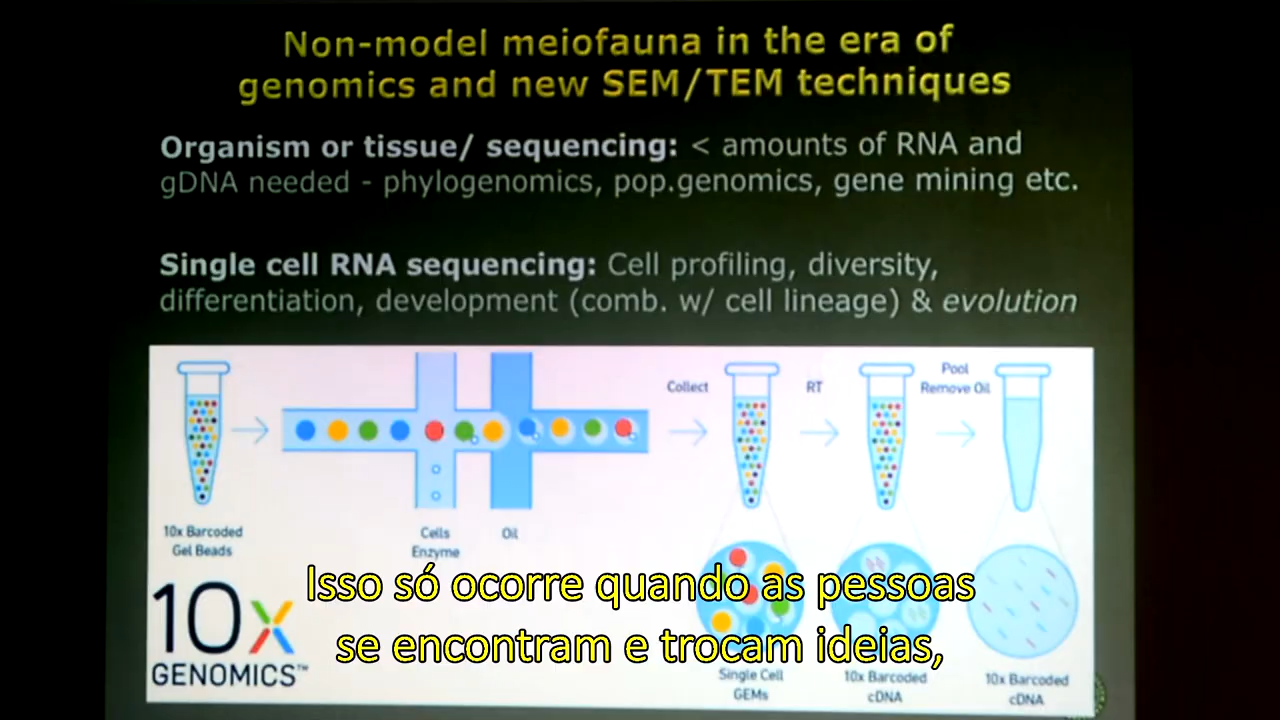 Non-model meiofauna in the era of
genomics and new SEM/TEM techniques
Organism or tissue/ sequencing: < amounts of RNA and
gDNA needed - phylogenomics, pop.genomics, gene mining etc.
Single cell RNA sequencing: Cell profiling, diversity,
differentiation, development (comb. w/ cell lineage) & evolution
Collect
RT
Pool
Remove Oil
10x Barcoded
Gel Beads
Cells
Enzyme
Oil
10x
GENOMICS™
Single Cell
GEMs
10x Barcoded
cDNA
10x Barcoded
cDNA
Isso só ocorre quando as pessoas
se encontram e trocam ideias,